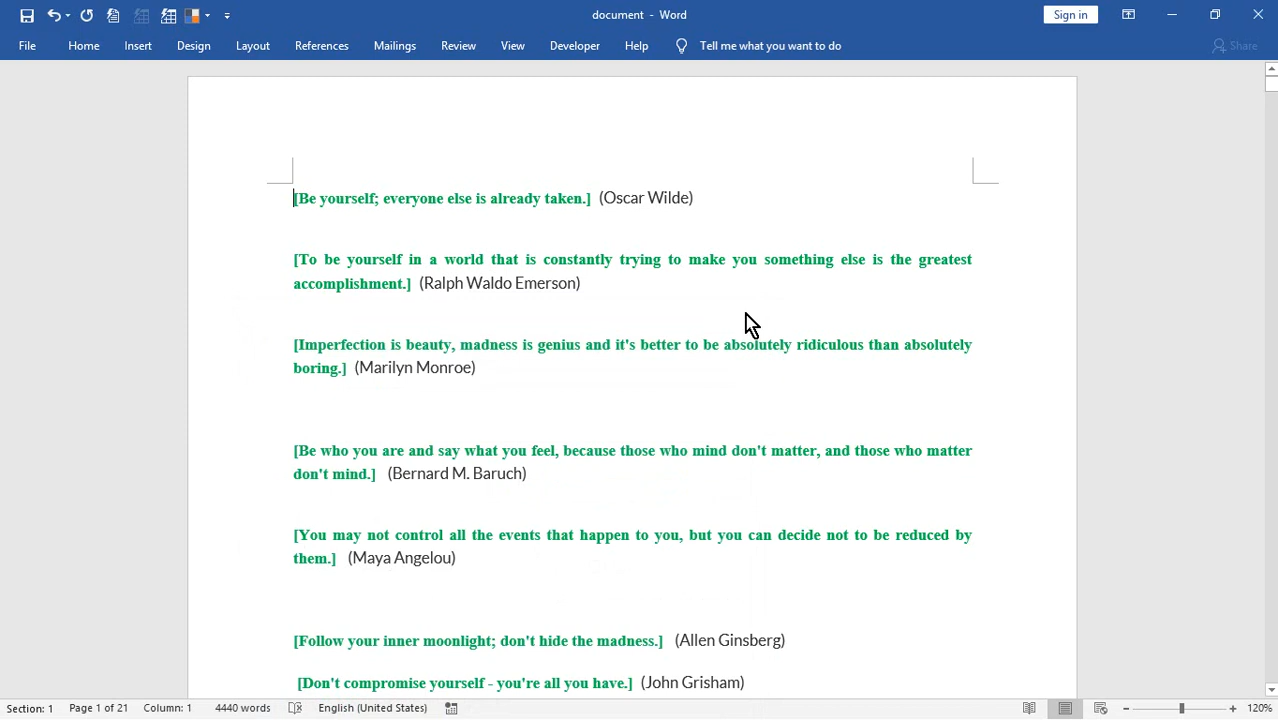 document - Word
Sign in
File Home Insert Design Layout References Mailings Review View Developer Help Tell me what you want to do Share
[Be yourself; everyone else is already taken.] (Oscar Wilde)
[To be yourself in a world that is constantly trying to make you something else is the greatest
accomplishment.] (Ralph Waldo Emerson)
[Imperfection is beauty, madness is genius and it's better to be absolutely ridiculous than absolutely
boring.] (Marilyn Monroe)
[Be who you are and say what you feel, because those who mind don't matter, and those who matter
don't mind.] (Bernard M. Baruch)
[You may not control all the events that happen to you, but you can decide not to be reduced by
them.] (Maya Angelou)
[Follow your inner moonlight; don't hide the madness.] (Allen Ginsberg)
[Don't compromise yourself - you're all you have.] (John Grisham)
Section: 1 Page 1 of 21 Column: 1 4440 words English (United States) 120%